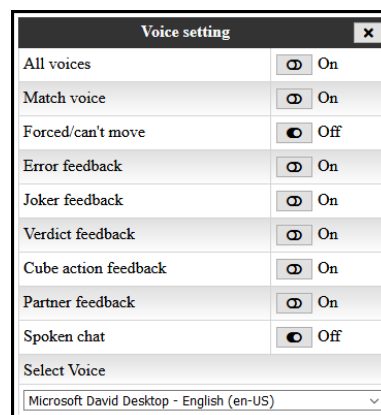 Voice setting ×
All voices On
Match voice On
Forced/can't move Off
Error feedback On
Joker feedback On
Verdict feedback On
Cube action feedback On
Partner feedback On
Spoken chat Off
Select Voice
Microsoft David Desktop - English (en-US)